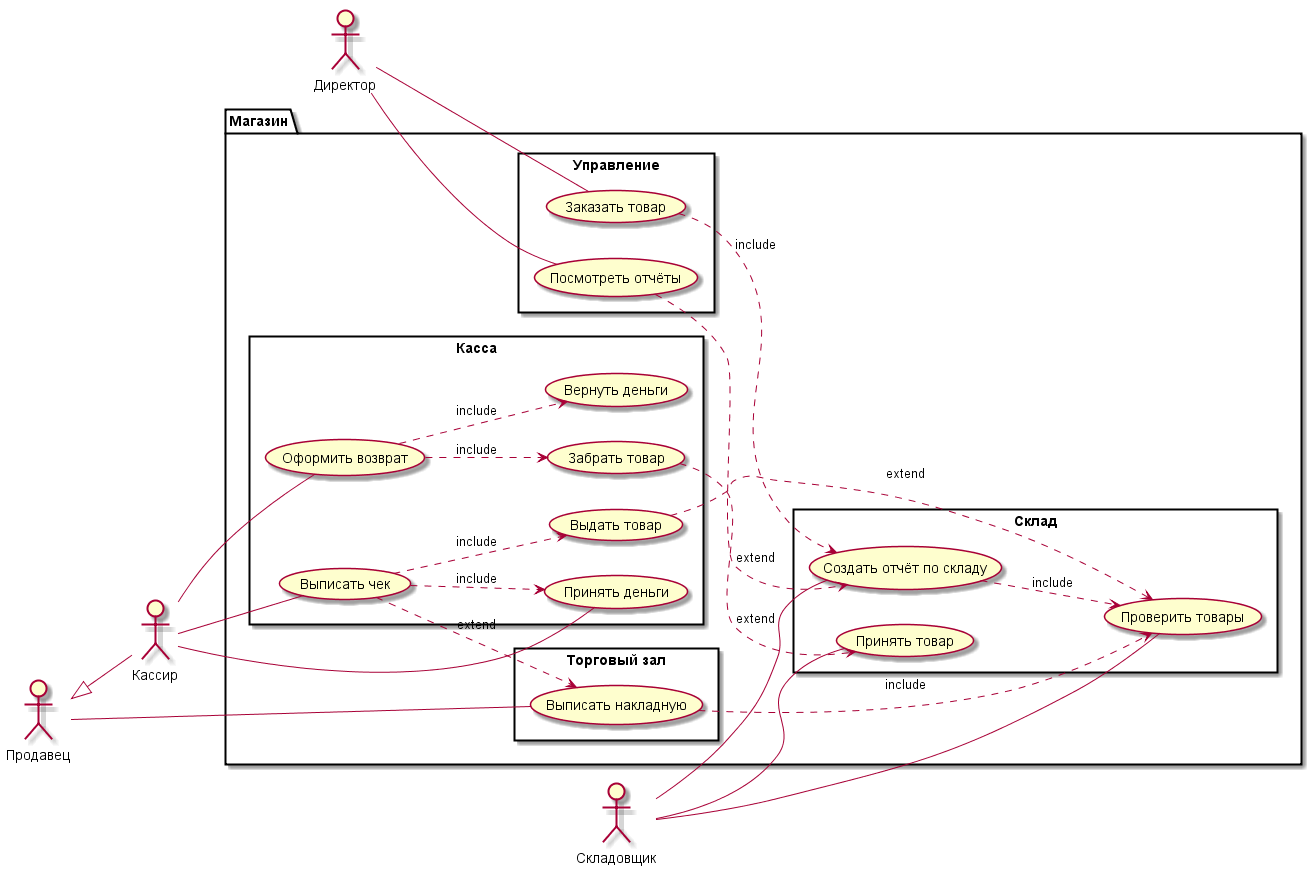 Директор
Магазин
Управление
Заказать товар
include
Посмотреть отчёты
Касса
Вернуть деньги
include
Оформить возврат
include
Забрать товар
extend
Выдать товар
Склад
include
extend
Создать отчёт по складу
include
Выписать чек
include
Принять деньги
Проверить товары
extend
extend
Принять товар
Кассир
Торговый зал
include
Выписать накладную
Продавец
Складовщик